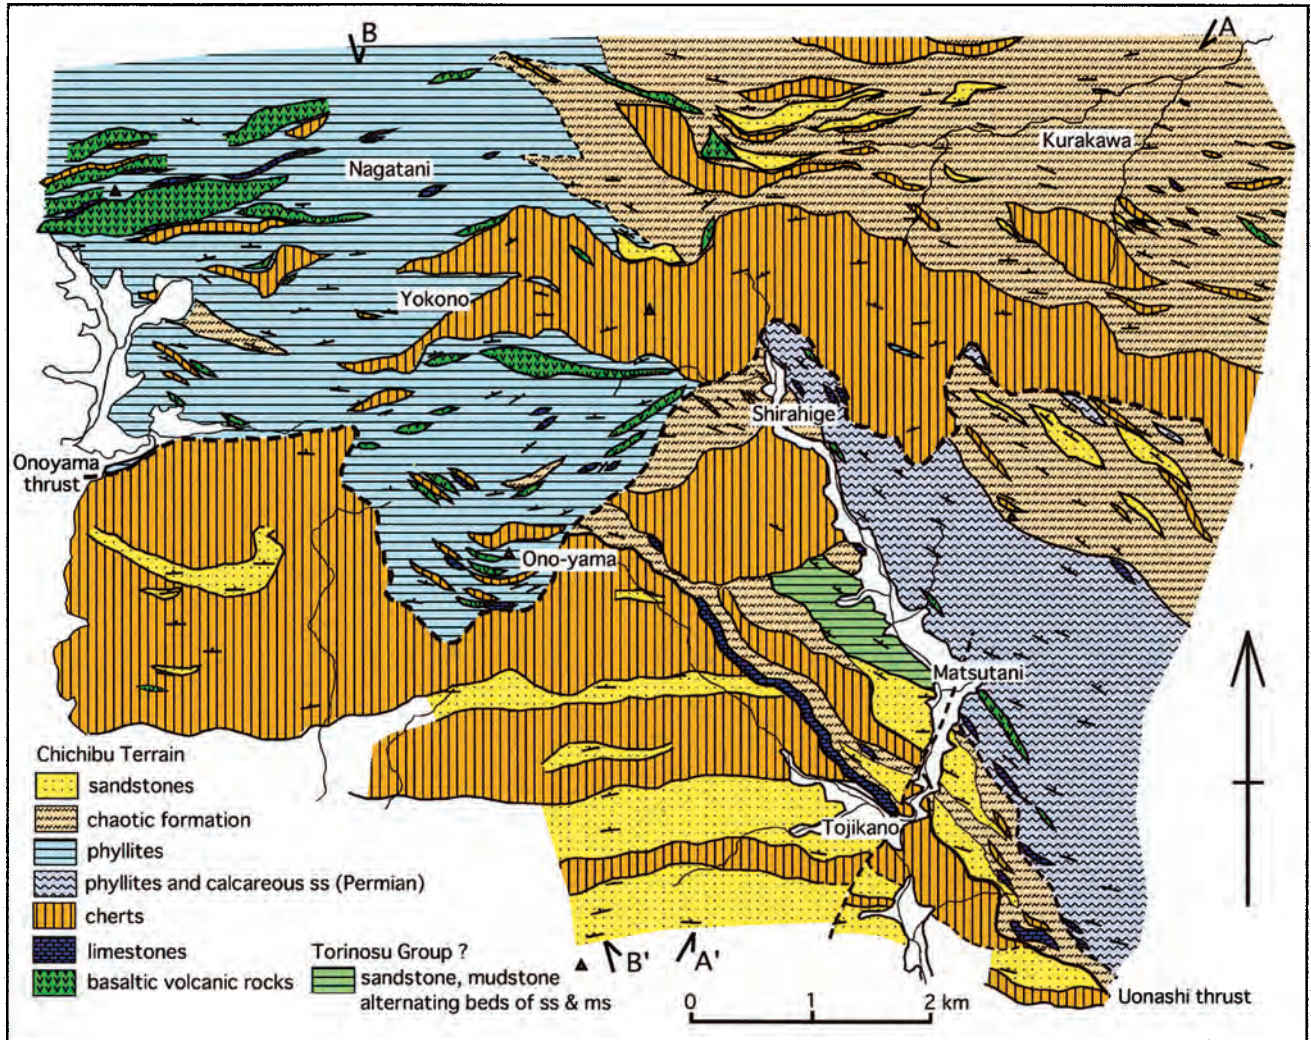 B
A
Kurakawa
Nagatani
Yokono
Shirahige
Onoyama
thrust
Ono-yama
Matsutani
Chichibu Terrain
sandstones
chaotic formation
Tojikano
phyllites
phyllites and calcareous ss (Permian)
cherts
limestones
basaltic volcanic rocks
Torinosu Group ?
sandstone, mudstone
alternating beds of ss & ms
B'
A'
Uonashi thrust
0 1 2 km